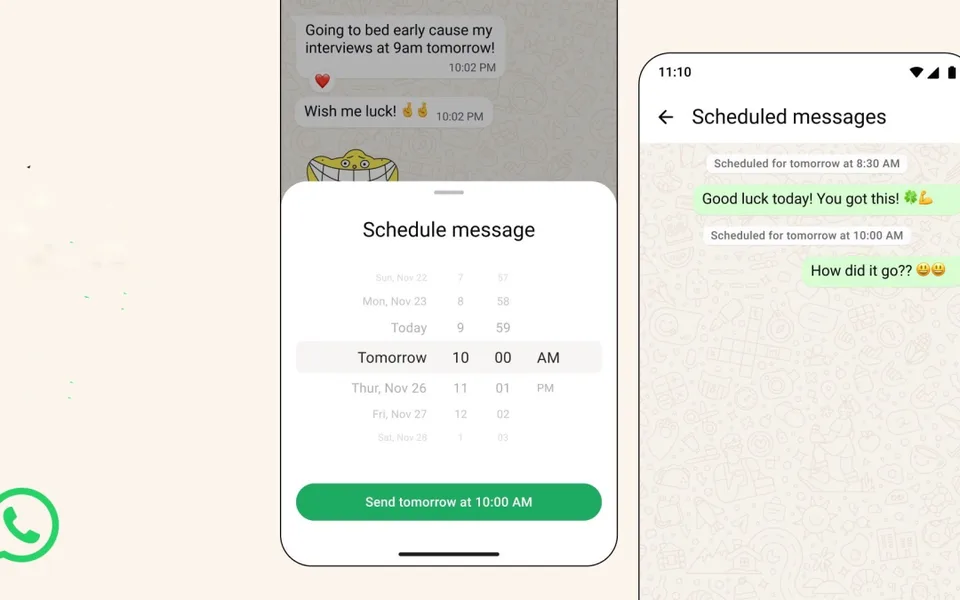 Going to bed early cause my
interviews at 9am tomorrow!
10:02 PM
Wish me luck! 🤞🤞 10:02 PM
Schedule message
Sun, Nov 22 7 57
Mon, Nov 23 8 58
Today 9 59
Tomorrow 10 00 AM
Thur, Nov 26 11 01 PM
Fri, Nov 27 12 02
Sat, Nov 28 1 03
Send tomorrow at 10:00 AM
11:10
Scheduled messages
Scheduled for tomorrow at 8:30 AM
Good luck today! You got this! 🍀💪
Scheduled for tomorrow at 10:00 AM
How did it go?? 😃😃